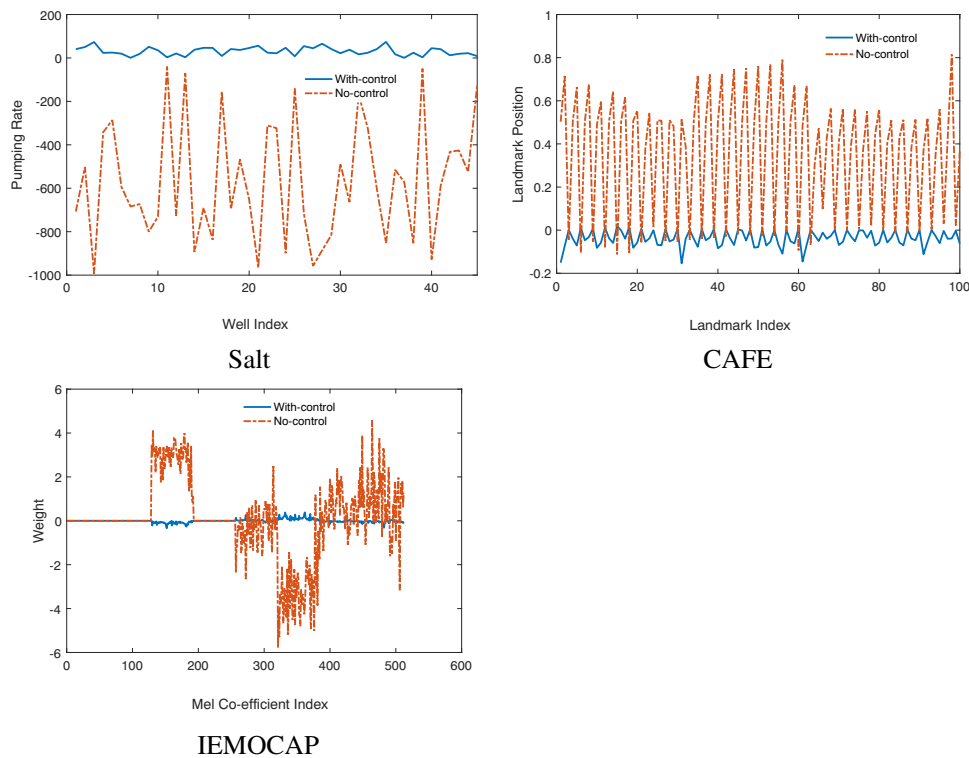 200
0
-200
-400
-600
-800
-1000
Pumping Rate
With-control
No-control
0
10
20
30
40
Well Index
Salt
1
0.8
0.6
0.4
0.2
0
-0.2
Landmark Position
With-control
No-control
0
20
40
60
80
100
Landmark Index
CAFE
6
4
2
0
-2
-4
-6
Weight
With-control
No-control
0
100
200
300
400
500
600
Mel Co-efficient Index
IEMOCAP